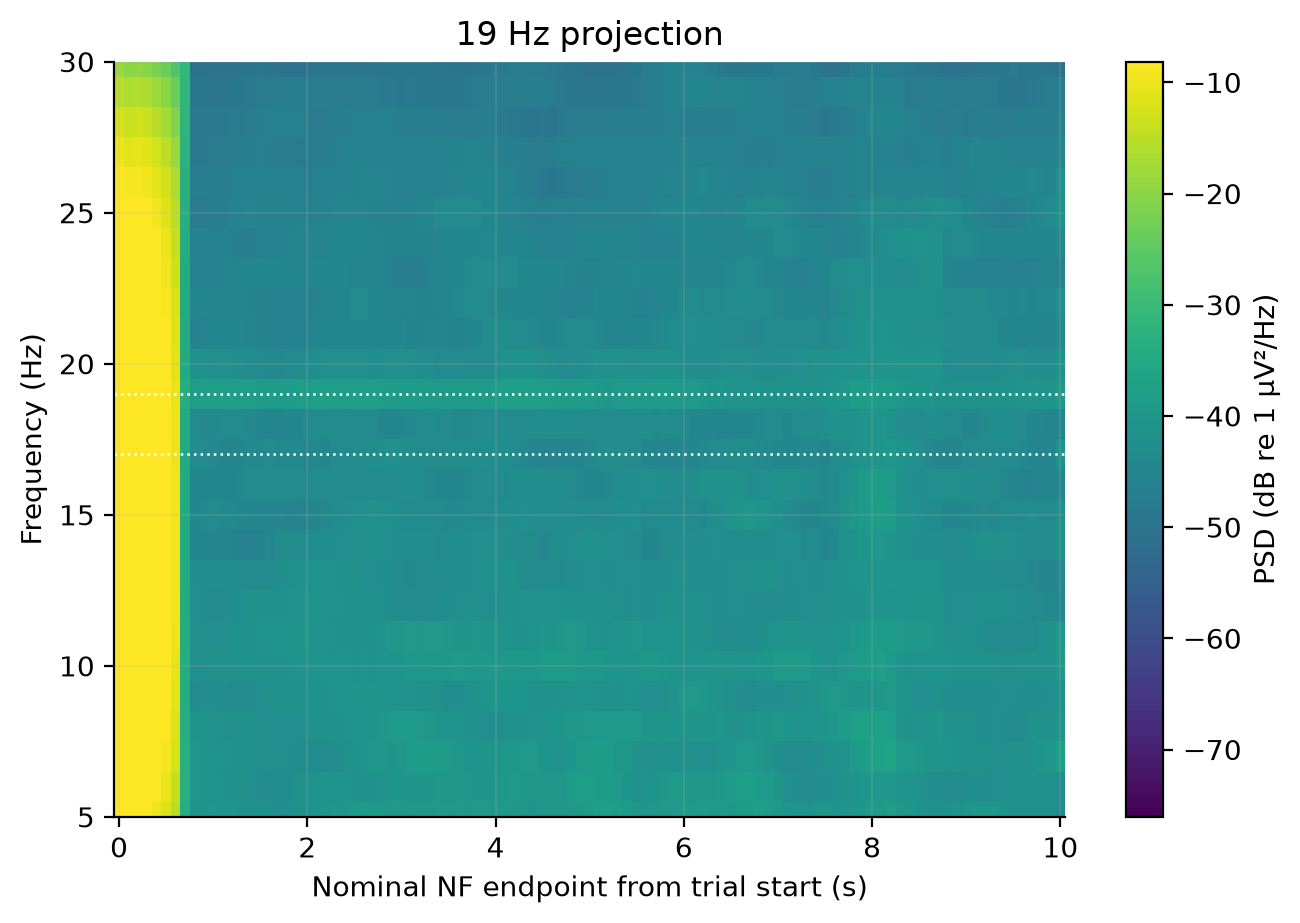 19 Hz projection
30
25
20
15
10
5
Frequency (Hz)
0 2 4 6 8 10
Nominal NF endpoint from trial start (s)
−10
−20
−30
−40
−50
−60
−70
PSD (dB re 1 µV²/Hz)